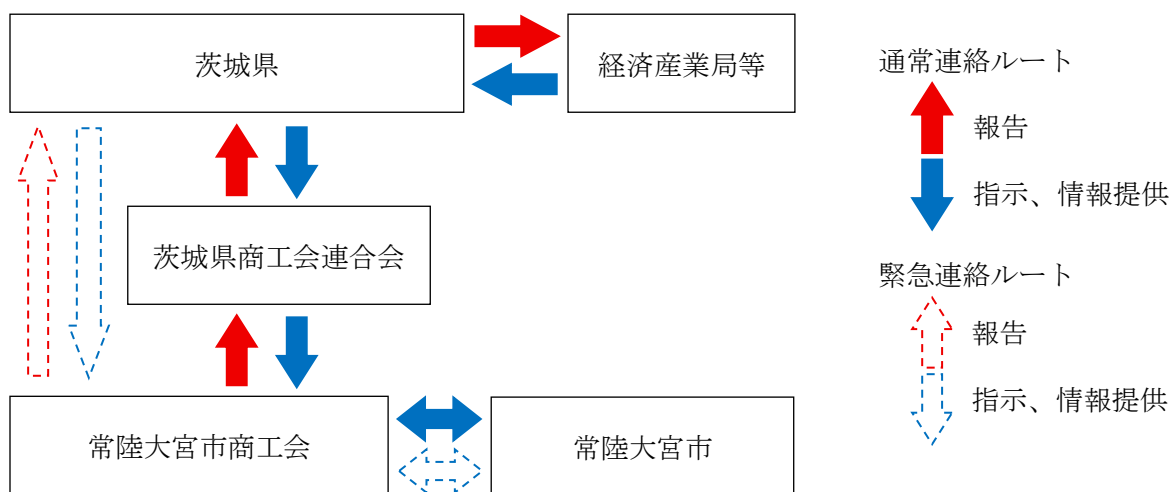 茨城県
経済産業局等
茨城県商工会連合会
常陸大宮市商工会
常陸大宮市
通常連絡ルート
報告
指示、情報提供
緊急連絡ルート
報告
指示、情報提供